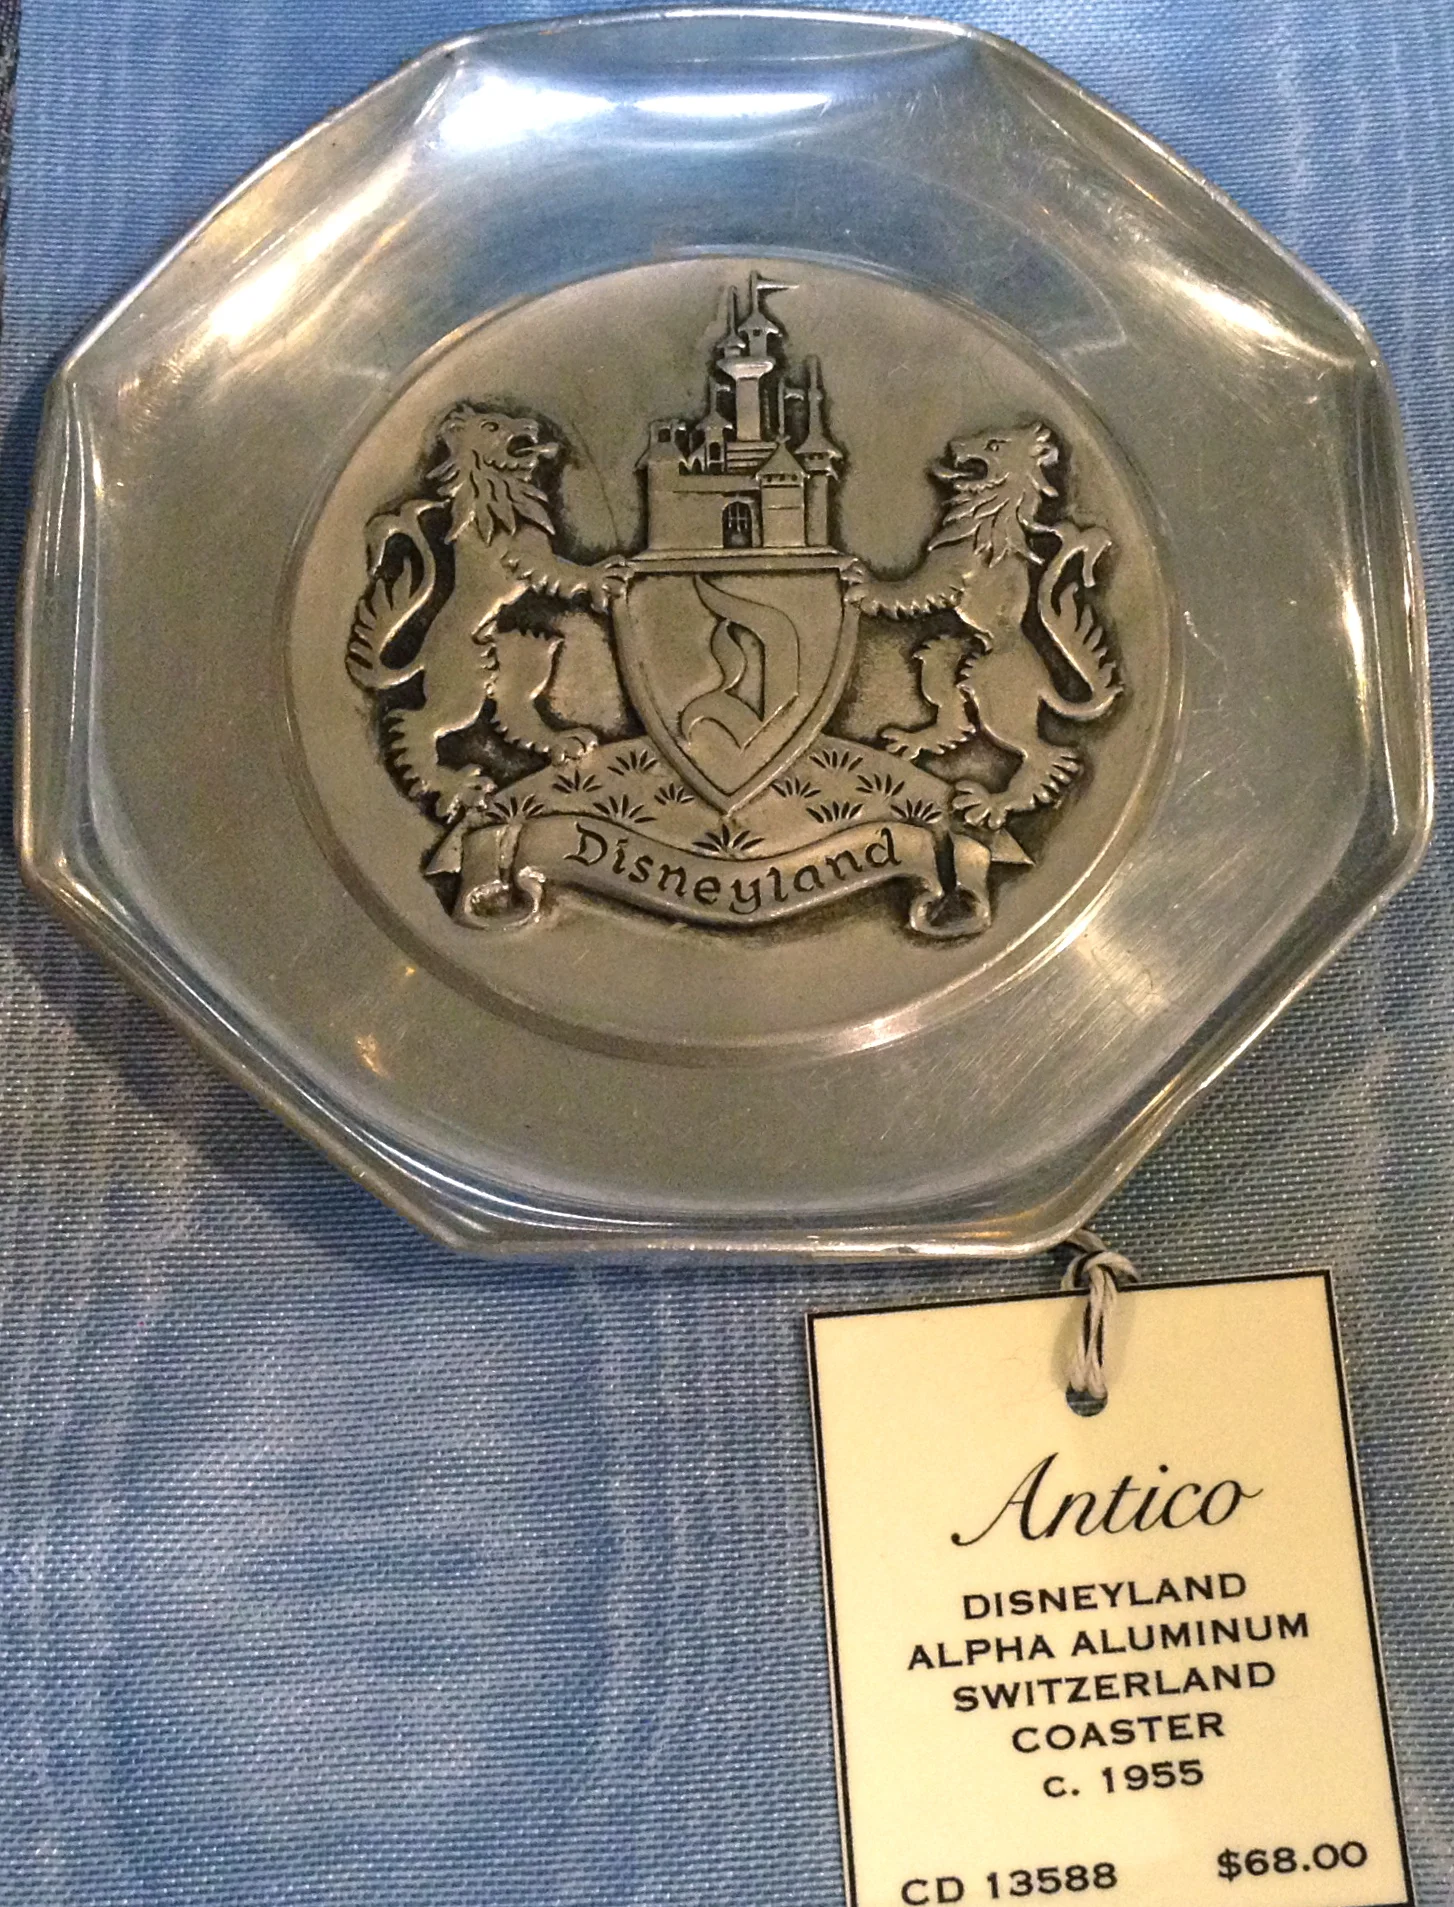 D
Disneyland
Antico
DISNEYLAND
ALPHA ALUMINUM
SWITZERLAND
COASTER
c. 1955
CD 13588 $68.00